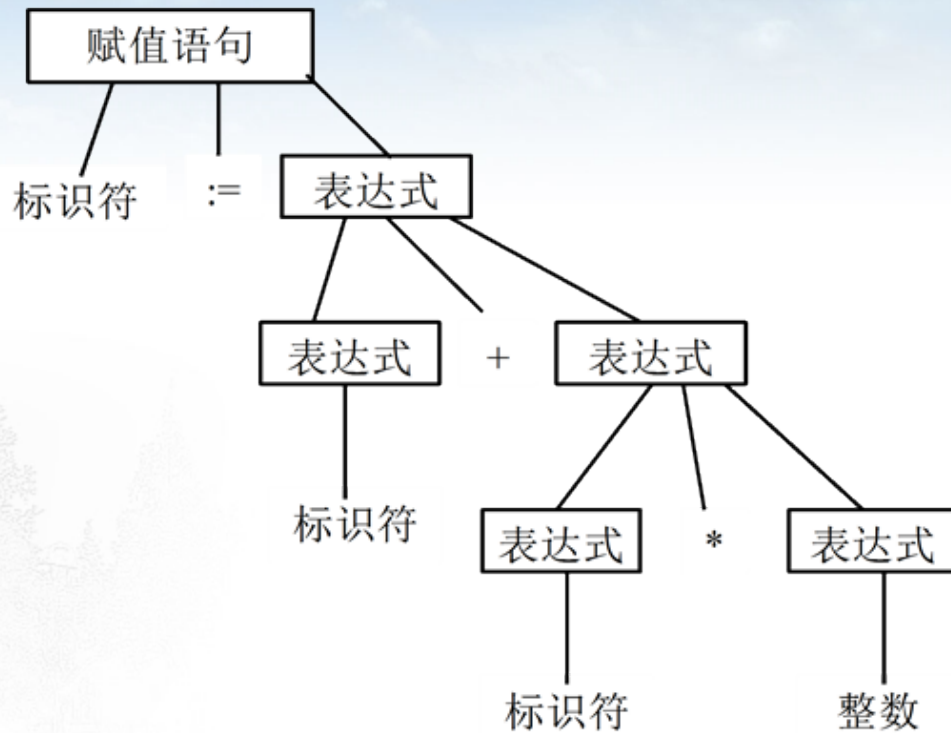 赋值语句
标识符 := 表达式
表达式 + 表达式
标识符 表达式 * 表达式
标识符 整数